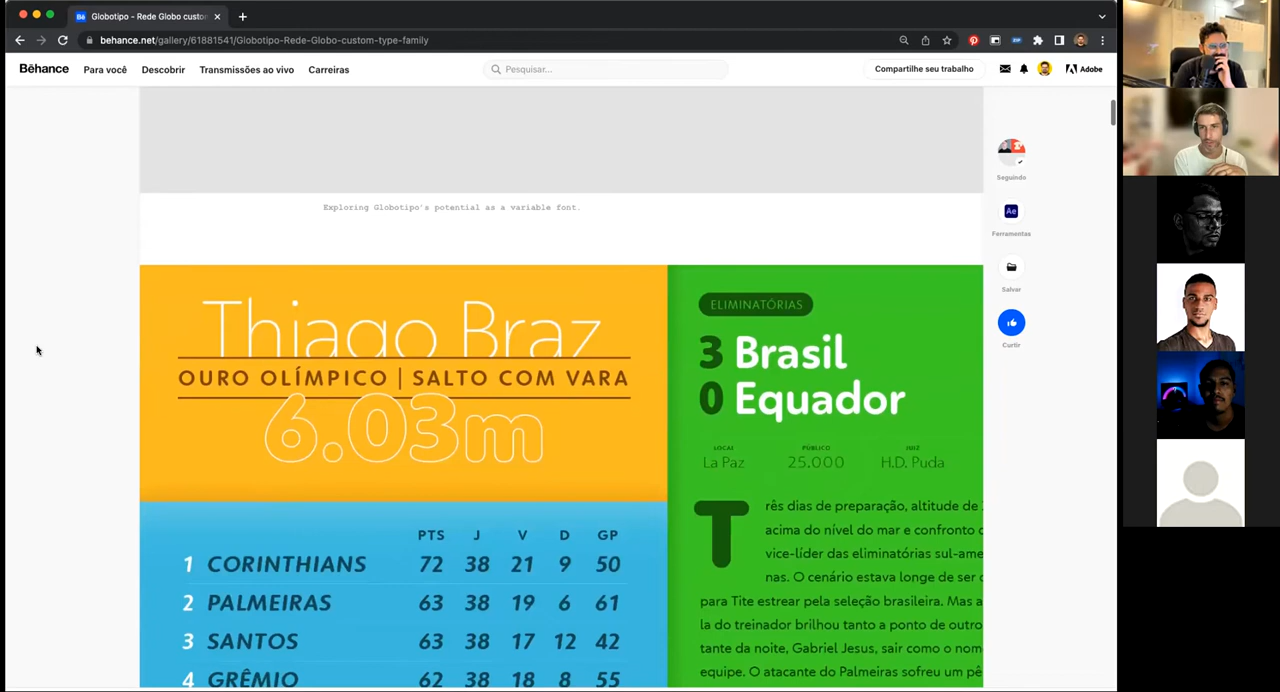 Globotipo - Rede Globo custo
behance.net/gallery/61881541/Globotipo-Rede-Globo-custom-type-family
Bēhance
Para você
Descobrir
Transmissões ao vivo
Carreiras
Pesquisar...
Compartilhe seu trabalho
Adobe
Exploring Globotipo's potential as a variable font.
Seguindo
Ae
Ferramentas
Salvar
Curtir
Thiago Braz
OURO OLÍMPICO | SALTO COM VARA
6.03m
PTS J V D GP
1 CORINTHIANS 72 38 21 9 50
2 PALMEIRAS 63 38 19 6 61
3 SANTOS 63 38 17 12 42
4 GRÊMIO 62 38 18 8 55
ELIMINATÓRIAS
3 Brasil
0 Equador
LOCAL PÚBLICO JUIZ
La Paz 25.000 H.D. Puda
Três dias de preparação, altitude de
acima do nível do mar e confronto
vice-líder das eliminatórias sul-ame
nas. O cenário estava longe de ser
para Tite estrear pela seleção brasileira. Mas a
la do treinador brilhou tanto a ponto de outro
tante da noite, Gabriel Jesus, sair como o nom
equipe. O atacante do Palmeiras sofreu um pê